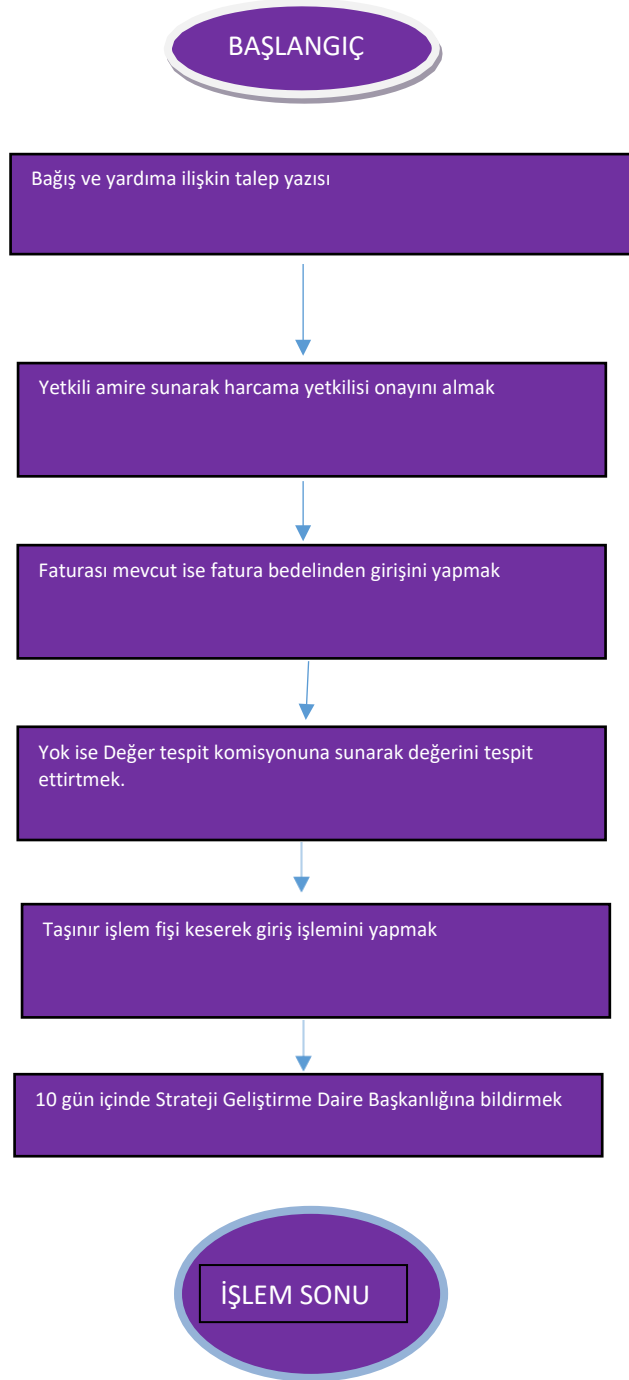 BAŞLANGIÇ
Bağış ve yardıma ilişkin talep yazısı
Yetkili amire sunarak harcama yetkilisi onayını almak
Faturası mevcut ise fatura bedelinden girişini yapmak
Yok ise Değer tespit komisyonuna sunarak değerini tespit
ettirtmek.
Taşınır işlem fişi keserek giriş işlemini yapmak
10 gün içinde Strateji Geliştirme Daire Başkanlığına bildirmek
İŞLEM SONU